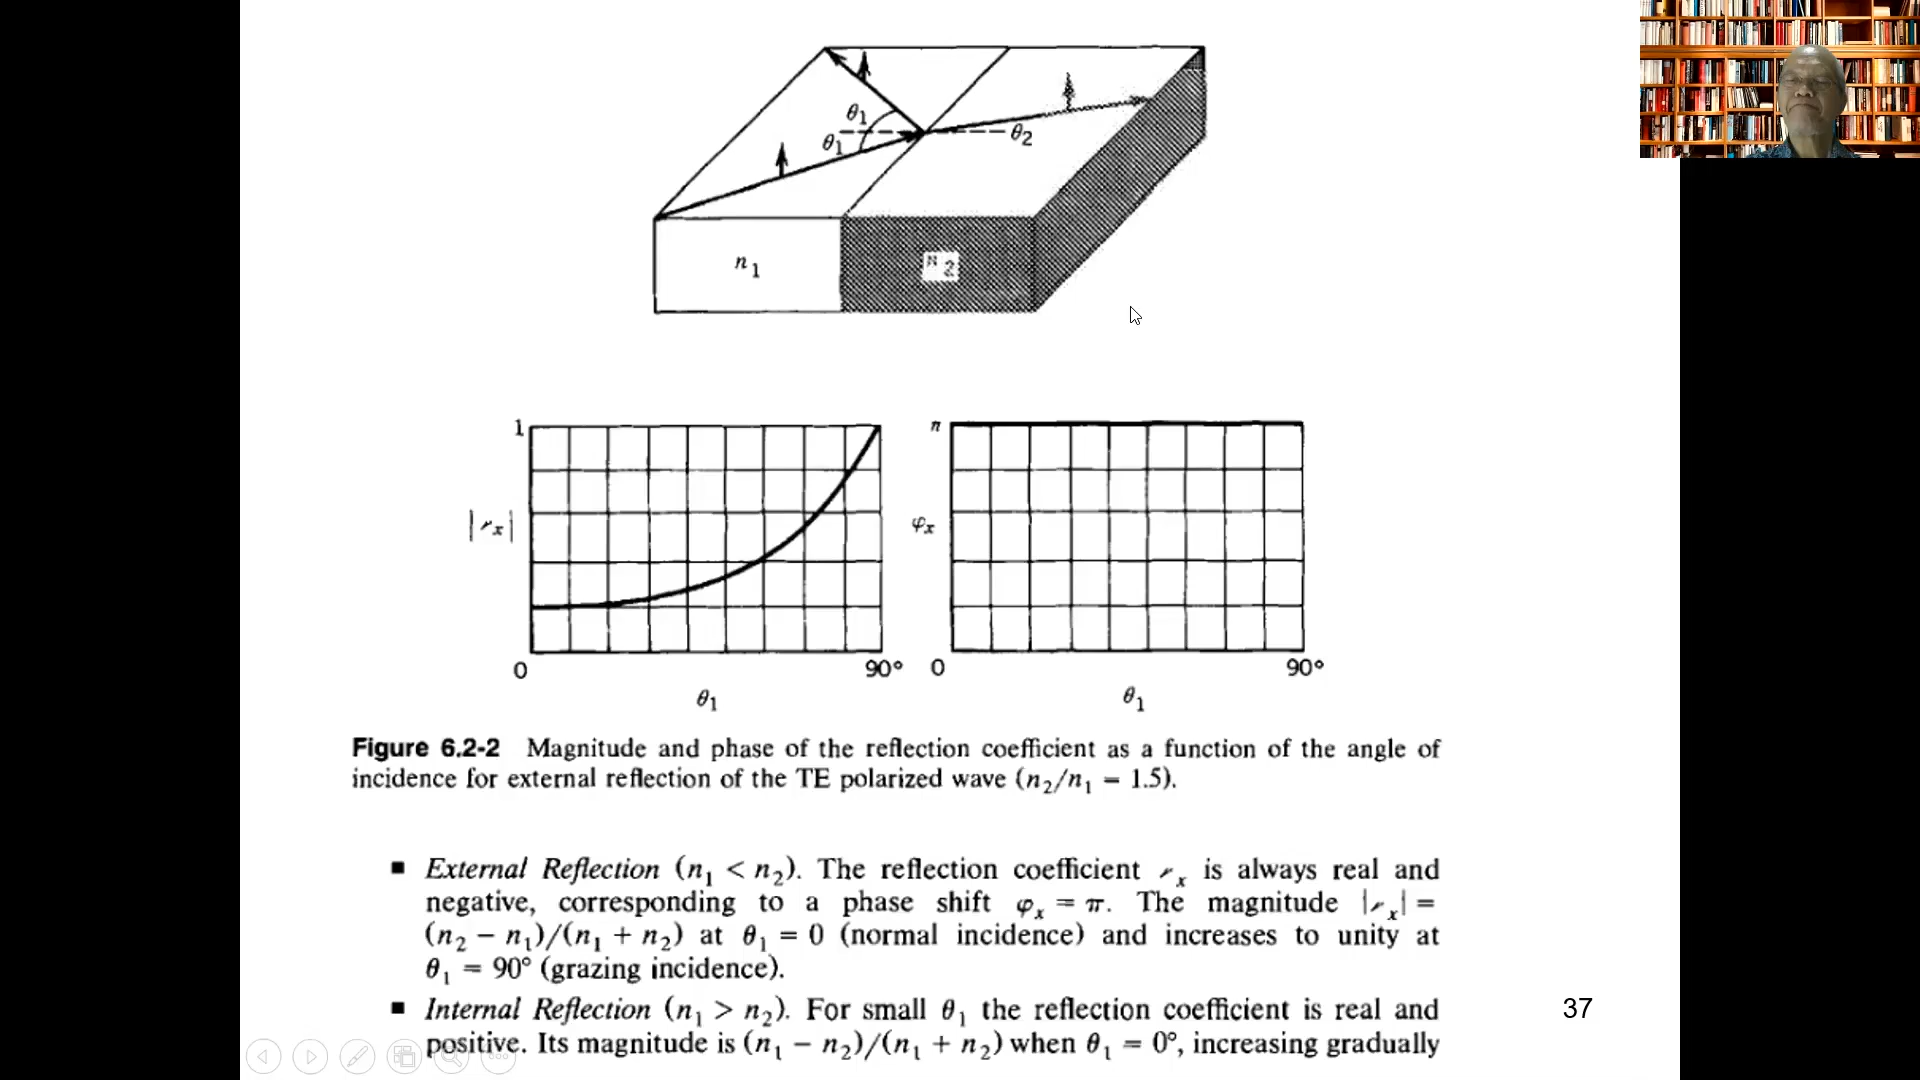 θ₁
θ₁
θ₂
n₁
n₂
1
|𝓇ₓ|
0
90°
θ₁
π
φₓ
0
90°
θ₁
Figure 6.2-2 Magnitude and phase of the reflection coefficient as a function of the angle of
incidence for external reflection of the TE polarized wave (n₂/n₁ = 1.5).
■ External Reflection (n₁ < n₂). The reflection coefficient 𝓇ₓ is always real and
negative, corresponding to a phase shift φₓ = π. The magnitude |𝓇ₓ| =
(n₂ − n₁)/(n₁ + n₂) at θ₁ = 0 (normal incidence) and increases to unity at
θ₁ = 90° (grazing incidence).
■ Internal Reflection (n₁ > n₂). For small θ₁ the reflection coefficient is real and
positive. Its magnitude is (n₁ − n₂)/(n₁ + n₂) when θ₁ = 0°, increasing gradually
37